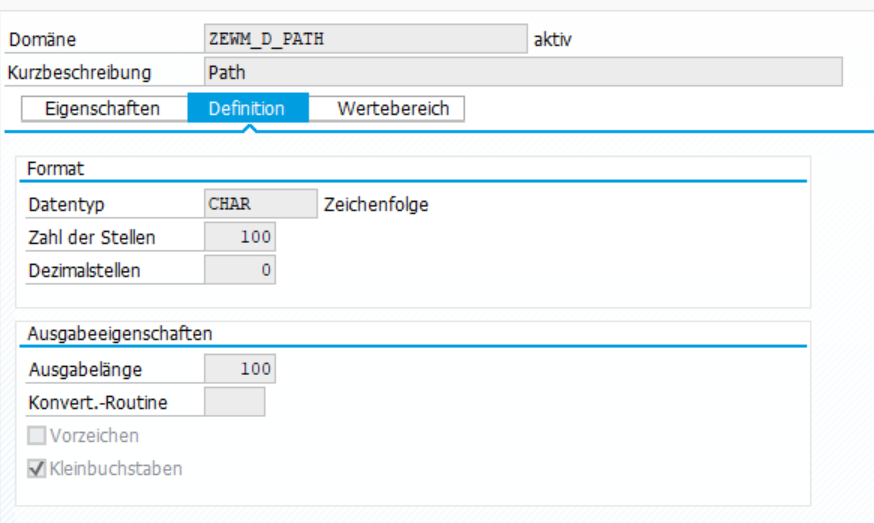 Domäne ZEWM_D_PATH aktiv
Kurzbeschreibung Path
Eigenschaften Definition Wertebereich
Format
Datentyp CHAR Zeichenfolge
Zahl der Stellen 100
Dezimalstellen 0
Ausgabeeigenschaften
Ausgabelänge 100
Konvert.-Routine
Vorzeichen
Kleinbuchstaben